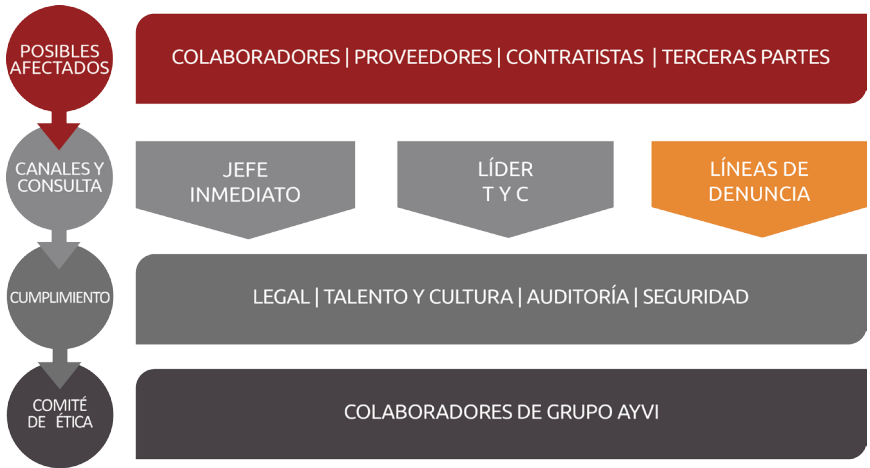 POSIBLES
AFECTADOS
COLABORADORES | PROVEEDORES | CONTRATISTAS | TERCERAS PARTES
CANALES Y
CONSULTA
JEFE
INMEDIATO
LÍDER
T Y C
LÍNEAS DE
DENUNCIA
CUMPLIMIENTO
LEGAL | TALENTO Y CULTURA | AUDITORÍA | SEGURIDAD
COMITÉ
DE ÉTICA
COLABORADORES DE GRUPO AYVI